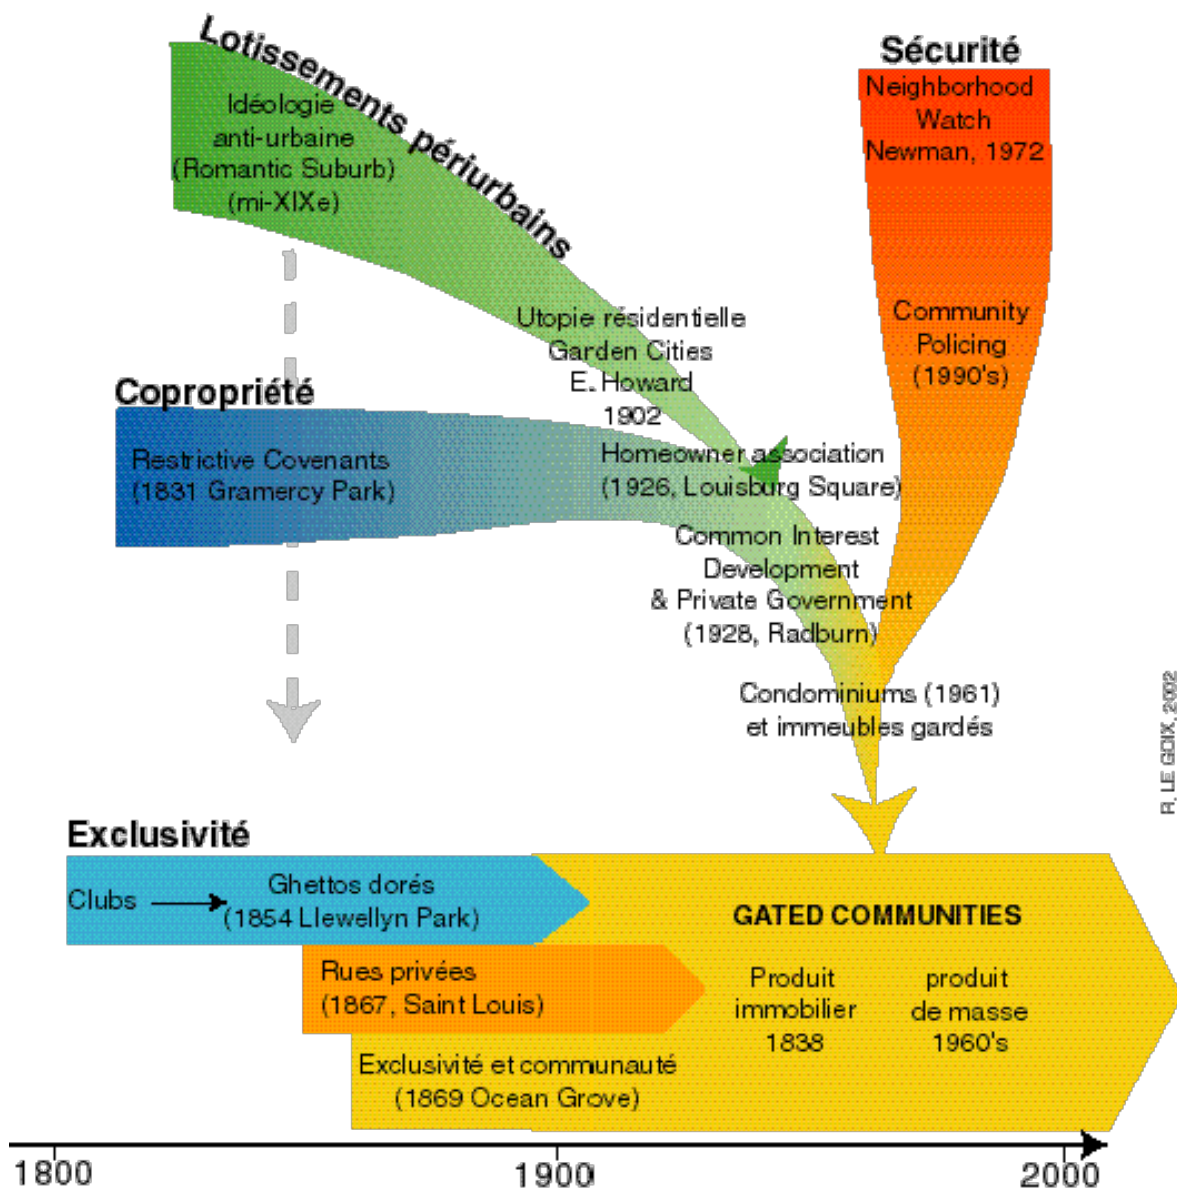 Lotissements périurbains
Idéologie
anti-urbaine
(Romantic Suburb)
(mi-XIXe)
Sécurité
Neighborhood
Watch
Newman, 1972
Community
Policing
(1990's)
Utopie résidentielle
Garden Cities
E. Howard
1902
Copropriété
Restrictive Covenants
(1831 Gramercy Park)
Homeowner association
(1926, Louisburg Square)
Common Interest
Development
& Private Government
(1928, Radburn)
Condominiums (1961)
et immeubles gardés
R. LE GOIX, 2002
Exclusivité
Clubs
Ghettos dorés
(1854 Llewellyn Park)
GATED COMMUNITIES
Rues privées
(1867, Saint Louis)
Produit
immobilier
1838
produit
de masse
1960's
Exclusivité et communauté
(1869 Ocean Grove)
1800
1900
2000